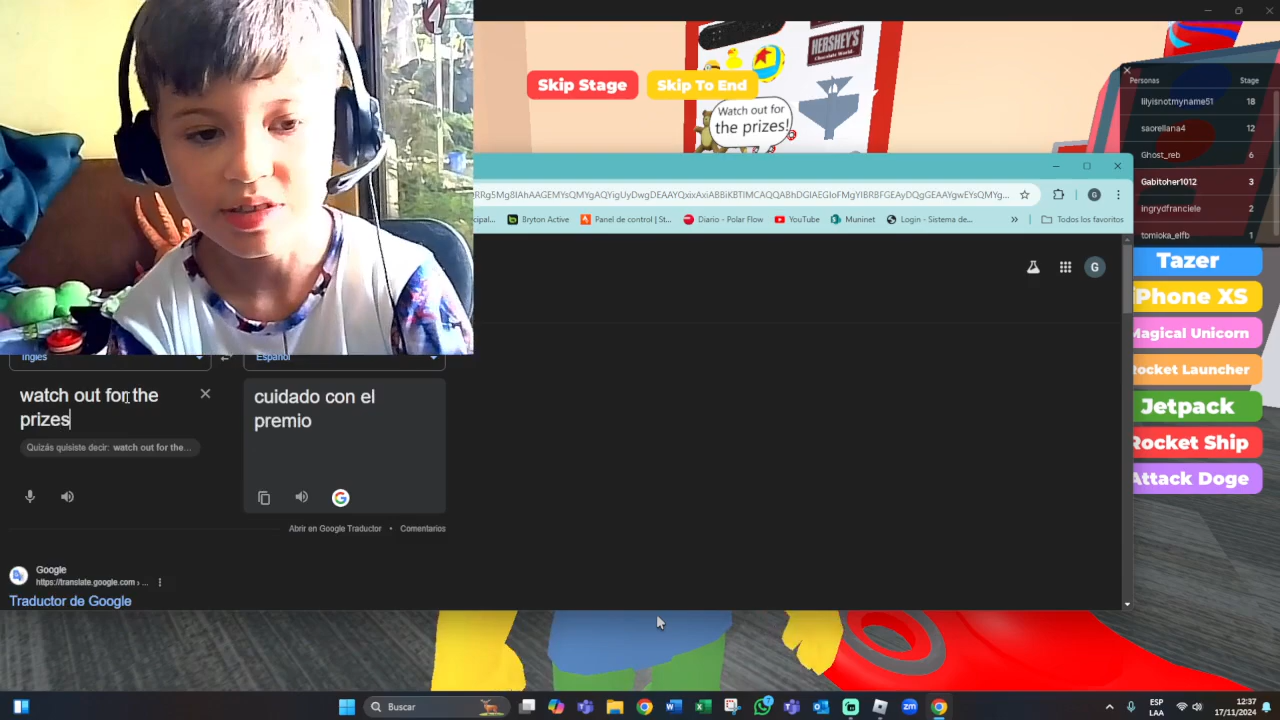 Skip Stage
Skip To End
HERSHEY'S
Chocolate World
Watch out for
the prizes!
Personas Stage
lilyisnotmyname51 18
saorellana4 12
Ghost_reb 6
Gabitoher1012 3
ingrydfranciele 2
tomioka_elfb 1
Bryton Active
Panel de control | St...
Diario - Polar Flow
YouTube
Muninet
Login - Sistema de...
»
Todos los favoritos
G
Tazer
iPhone XS
Magical Unicorn
Rocket Launcher
Jetpack
Rocket Ship
Attack Doge
Inglés
Español
watch out for the
prizes
cuidado con el
premio
Quizás quisiste decir: watch out for the...
Abrir en Google Traductor • Comentarios
Google
https://translate.google.com › ...
Traductor de Google
Buscar
ESP
LAA
12:37
17/11/2024